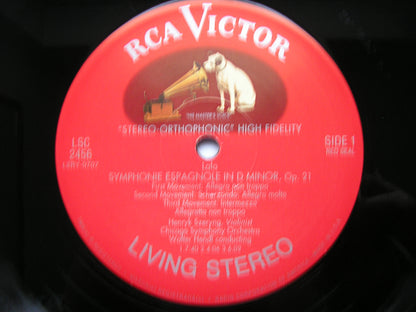 RCA VICTOR
"HIS MASTER'S VOICE"
"STEREO ORTHOPHONIC" HIGH FIDELITY
LSC
2456
SIDE 1
RED SEAL
Lalo
SYMPHONIE ESPAGNOLE IN D MINOR, Op. 21
First Movement: Allegro non troppo
Second Movement: Scherzando: Allegro molto
Third Movement: Intermezzo
Allegretto non troppo
Henryk Szeryng, Violinist
Chicago Symphony Orchestra
Walter Hendl conducting
LIVING STEREO